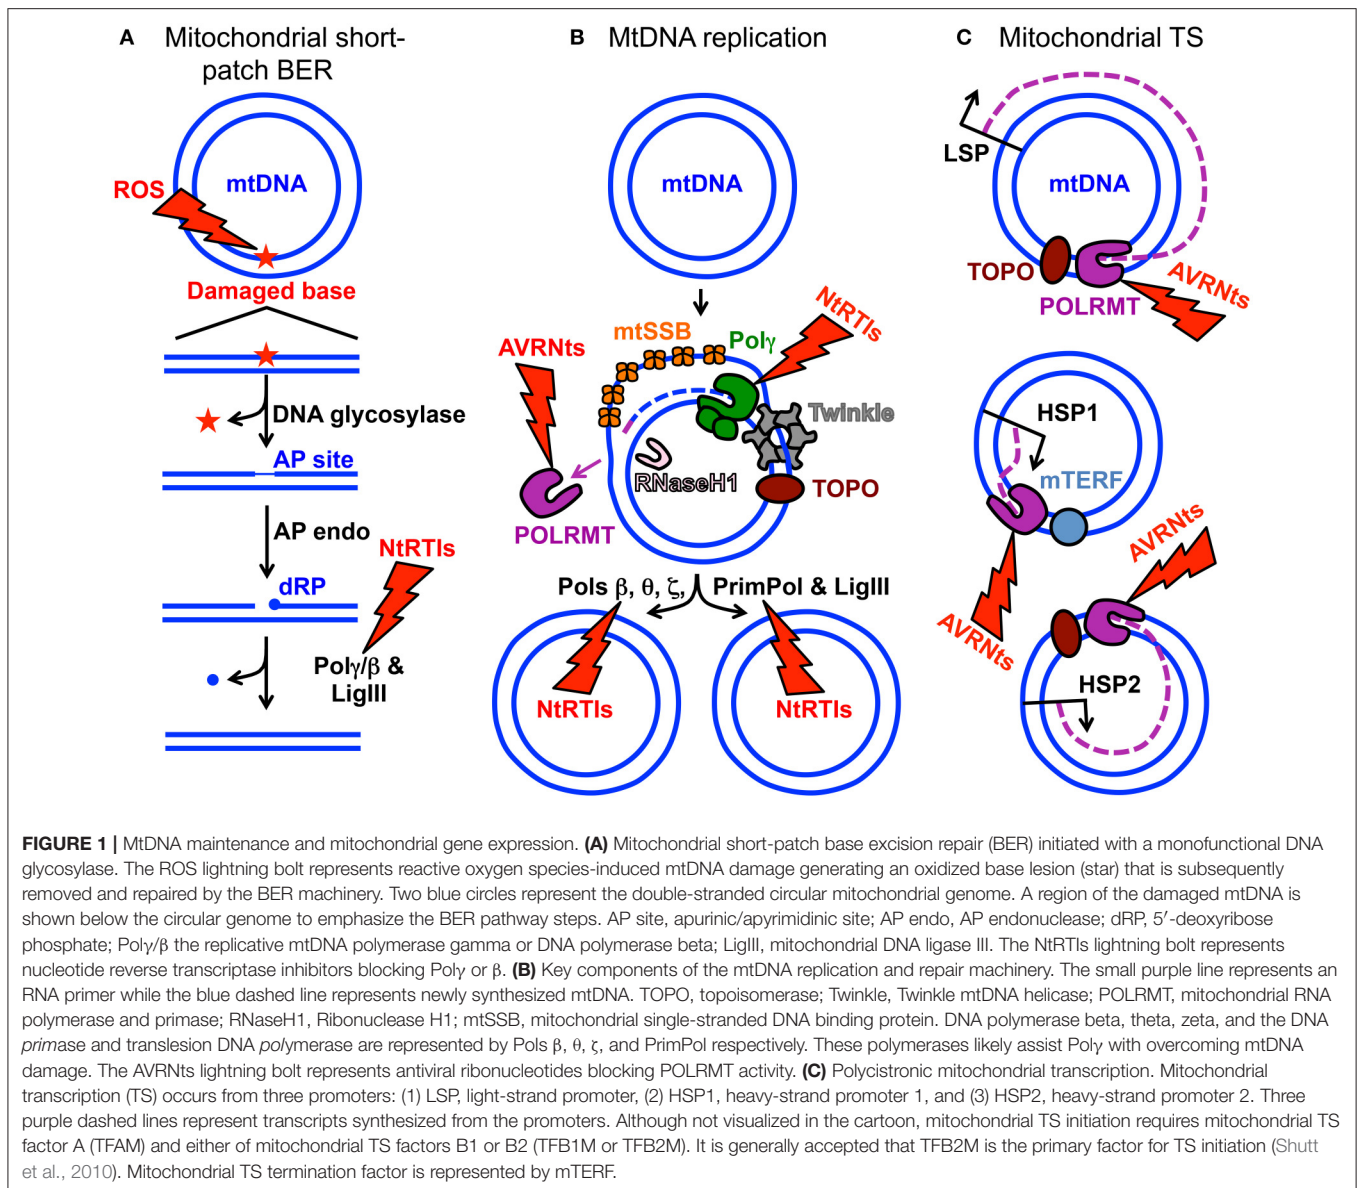 A Mitochondrial short-
patch BER
mtDNA
ROS
Damaged base
DNA glycosylase
AP site
AP endo
NtRTIs
dRP
Polγ/β &
LigIII
B MtDNA replication
mtDNA
mtSSB
Polγ
NtRTIs
AVRNts
Twinkle
RNaseH1
TOPO
POLRMT
Pols β, θ, ζ, PrimPol & LigIII
NtRTIs
NtRTIs
C Mitochondrial TS
LSP
mtDNA
TOPO
POLRMT
AVRNts
HSP1
mTERF
AVRNts
AVRNts
HSP2
FIGURE 1 | MtDNA maintenance and mitochondrial gene expression. (A) Mitochondrial short-patch base excision repair (BER) initiated with a monofunctional DNA
glycosylase. The ROS lightning bolt represents reactive oxygen species-induced mtDNA damage generating an oxidized base lesion (star) that is subsequently
removed and repaired by the BER machinery. Two blue circles represent the double-stranded circular mitochondrial genome. A region of the damaged mtDNA is
shown below the circular genome to emphasize the BER pathway steps. AP site, apurinic/apyrimidinic site; AP endo, AP endonuclease; dRP, 5′-deoxyribose
phosphate; Polγ/β the replicative mtDNA polymerase gamma or DNA polymerase beta; LigIII, mitochondrial DNA ligase III. The NtRTIs lightning bolt represents
nucleotide reverse transcriptase inhibitors blocking Polγ or β. (B) Key components of the mtDNA replication and repair machinery. The small purple line represents an
RNA primer while the blue dashed line represents newly synthesized mtDNA. TOPO, topoisomerase; Twinkle, Twinkle mtDNA helicase; POLRMT, mitochondrial RNA
polymerase and primase; RNaseH1, Ribonuclease H1; mtSSB, mitochondrial single-stranded DNA binding protein. DNA polymerase beta, theta, zeta, and the DNA
primase and translesion DNA polymerase are represented by Pols β, θ, ζ, and PrimPol respectively. These polymerases likely assist Polγ with overcoming mtDNA
damage. The AVRNts lightning bolt represents antiviral ribonucleotides blocking POLRMT activity. (C) Polycistronic mitochondrial transcription. Mitochondrial
transcription (TS) occurs from three promoters: (1) LSP, light-strand promoter, (2) HSP1, heavy-strand promoter 1, and (3) HSP2, heavy-strand promoter 2. Three
purple dashed lines represent transcripts synthesized from the promoters. Although not visualized in the cartoon, mitochondrial TS initiation requires mitochondrial TS
factor A (TFAM) and either of mitochondrial TS factors B1 or B2 (TFB1M or TFB2M). It is generally accepted that TFB2M is the primary factor for TS initiation (Shutt
et al., 2010). Mitochondrial TS termination factor is represented by mTERF.